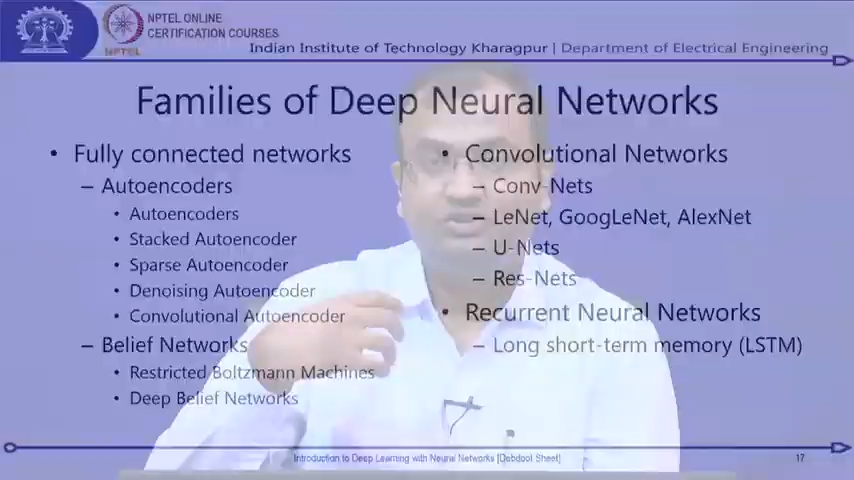 NPTEL ONLINE
CERTIFICATION COURSES
NPTEL
Indian Institute of Technology Kharagpur | Department of Electrical Engineering
Families of Deep Neural Networks
• Fully connected networks
– Autoencoders
• Autoencoders
• Stacked Autoencoder
• Sparse Autoencoder
• Denoising Autoencoder
• Convolutional Autoencoder
– Belief Networks
• Restricted Boltzmann Machines
• Deep Belief Networks
• Convolutional Networks
– Conv-Nets
– LeNet, GoogLeNet, AlexNet
– U-Nets
– Res-Nets
• Recurrent Neural Networks
– Long short-term memory (LSTM)
Introduction to Deep Learning with Neural Networks [Debdoot Sheet]
17